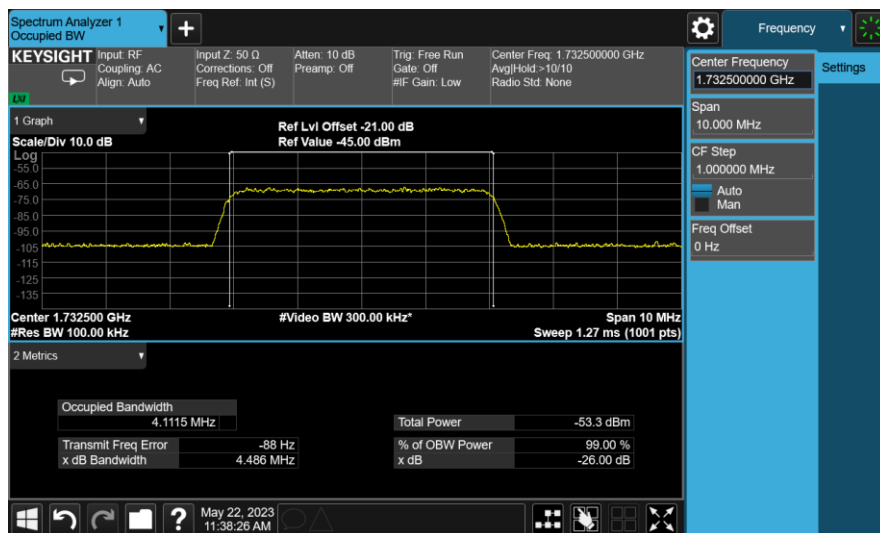 Spectrum Analyzer 1
Occupied BW
Frequency
KEYSIGHT
LXI
Input: RF
Coupling: AC
Align: Auto
Input Z: 50 Ω
Corrections: Off
Freq Ref: Int (S)
Atten: 10 dB
Preamp: Off
Trig: Free Run
Gate: Off
#IF Gain: Low
Center Freq: 1.732500000 GHz
Avg|Hold:>10/10
Radio Std: None
Center Frequency
1.732500000 GHz
Settings
Span
10.000 MHz
CF Step
1.000000 MHz
Auto
Man
Freq Offset
0 Hz
1 Graph
Scale/Div 10.0 dB
Ref Lvl Offset -21.00 dB
Ref Value -45.00 dBm
Log
-55.0
-65.0
-75.0
-85.0
-95.0
-105
-115
-125
-135
Center 1.732500 GHz
#Video BW 300.00 kHz*
Span 10 MHz
#Res BW 100.00 kHz
Sweep 1.27 ms (1001 pts)
2 Metrics
Occupied Bandwidth
4.1115 MHz
Total Power -53.3 dBm
Transmit Freq Error -88 Hz
% of OBW Power 99.00 %
x dB Bandwidth 4.486 MHz
x dB -26.00 dB
?
May 22, 2023
11:38:26 AM